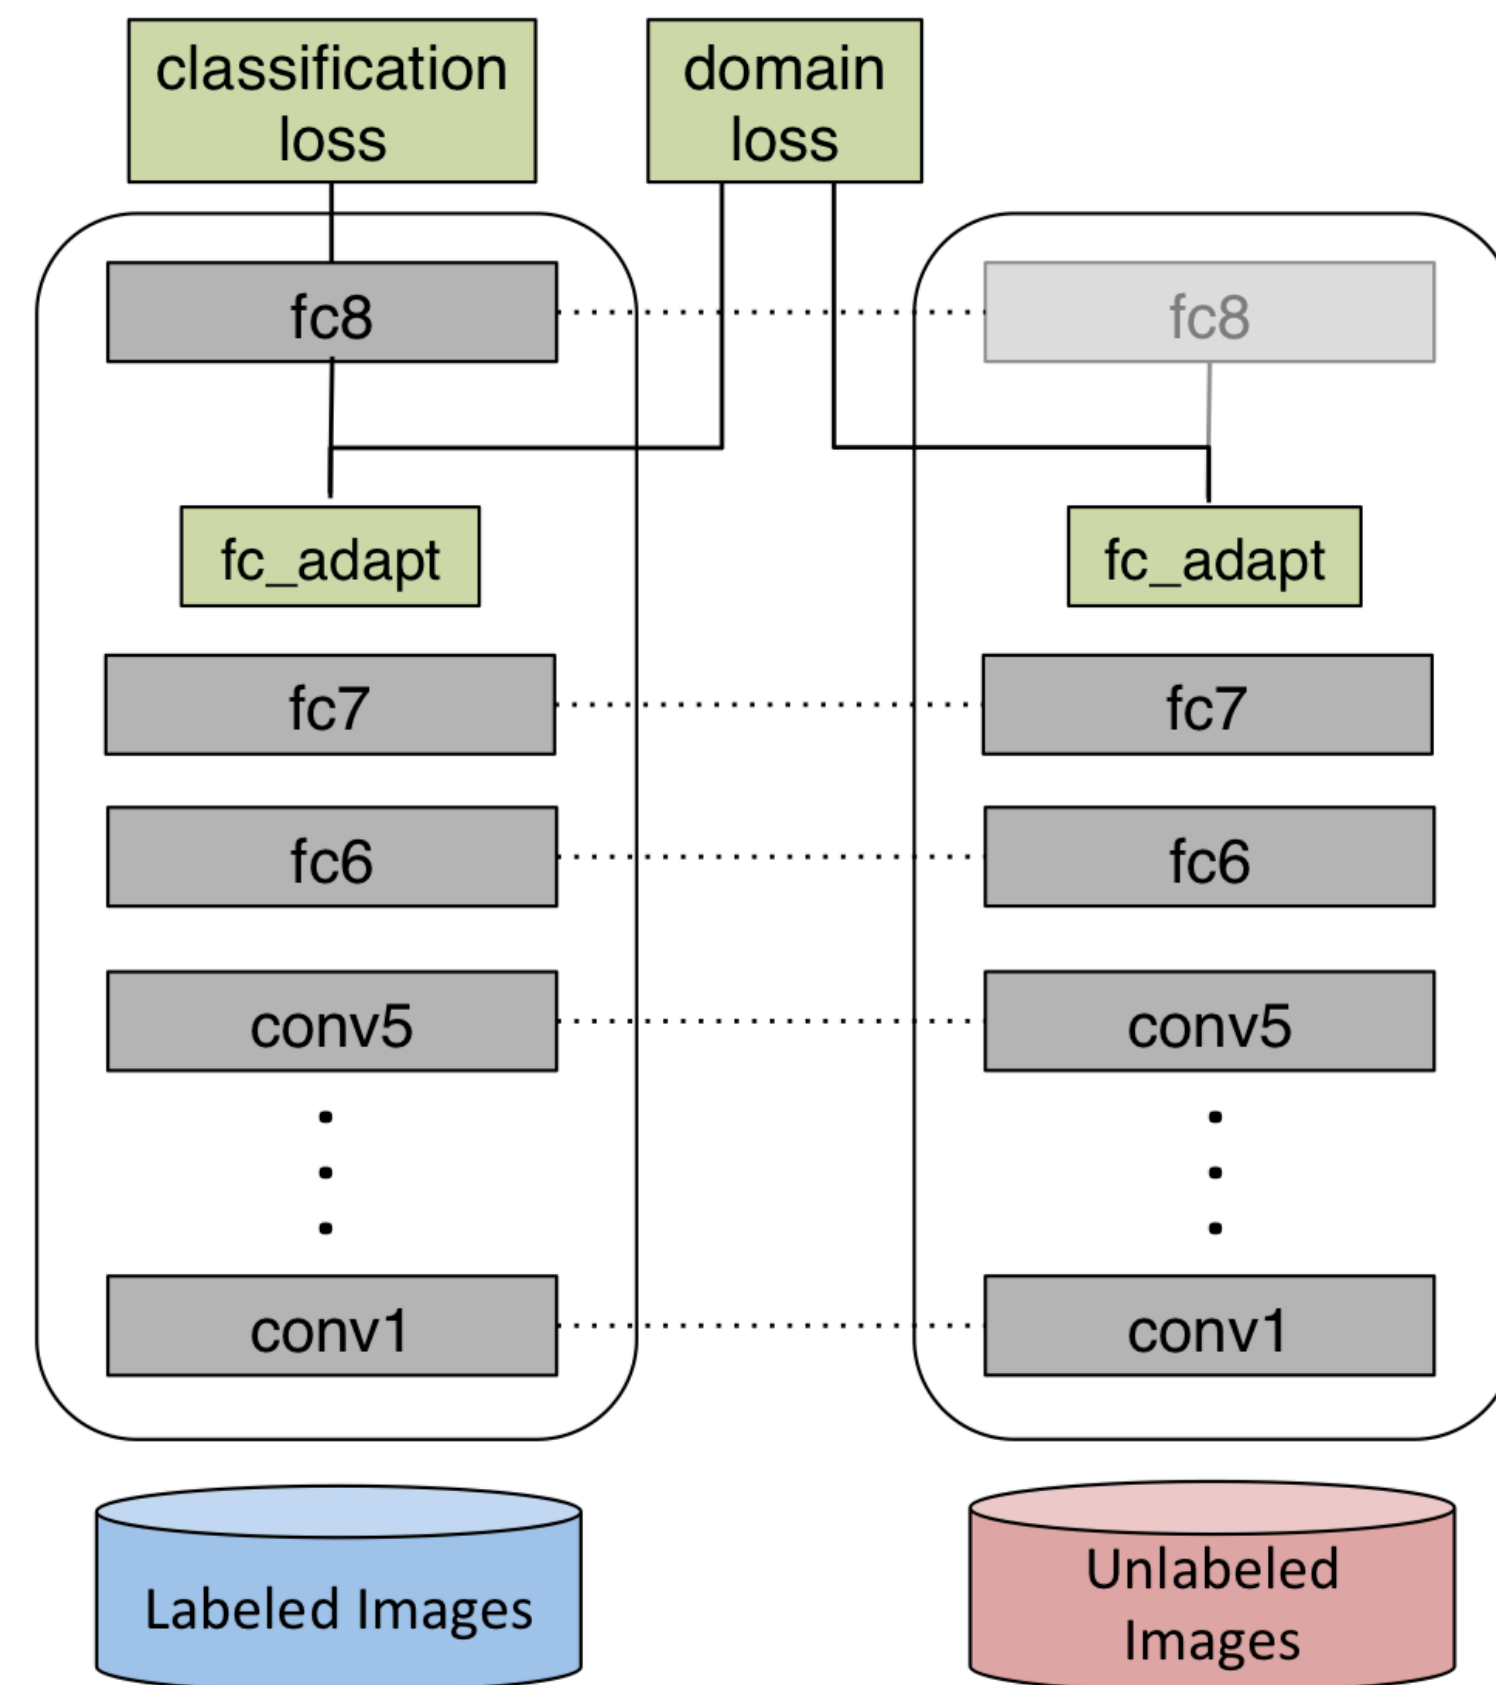 classification
loss
domain
loss
fc8
fc8
fc_adapt
fc_adapt
fc7
fc7
fc6
fc6
conv5
conv5
conv1
conv1
Labeled Images
Unlabeled
Images